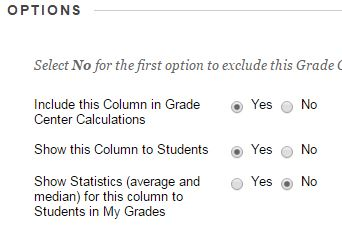 OPTIONS
Select No for the first option to exclude this Grade
Include this Column in Grade Yes No
Center Calculations
Show this Column to Students Yes No
Show Statistics (average and Yes No
median) for this column to
Students in My Grades